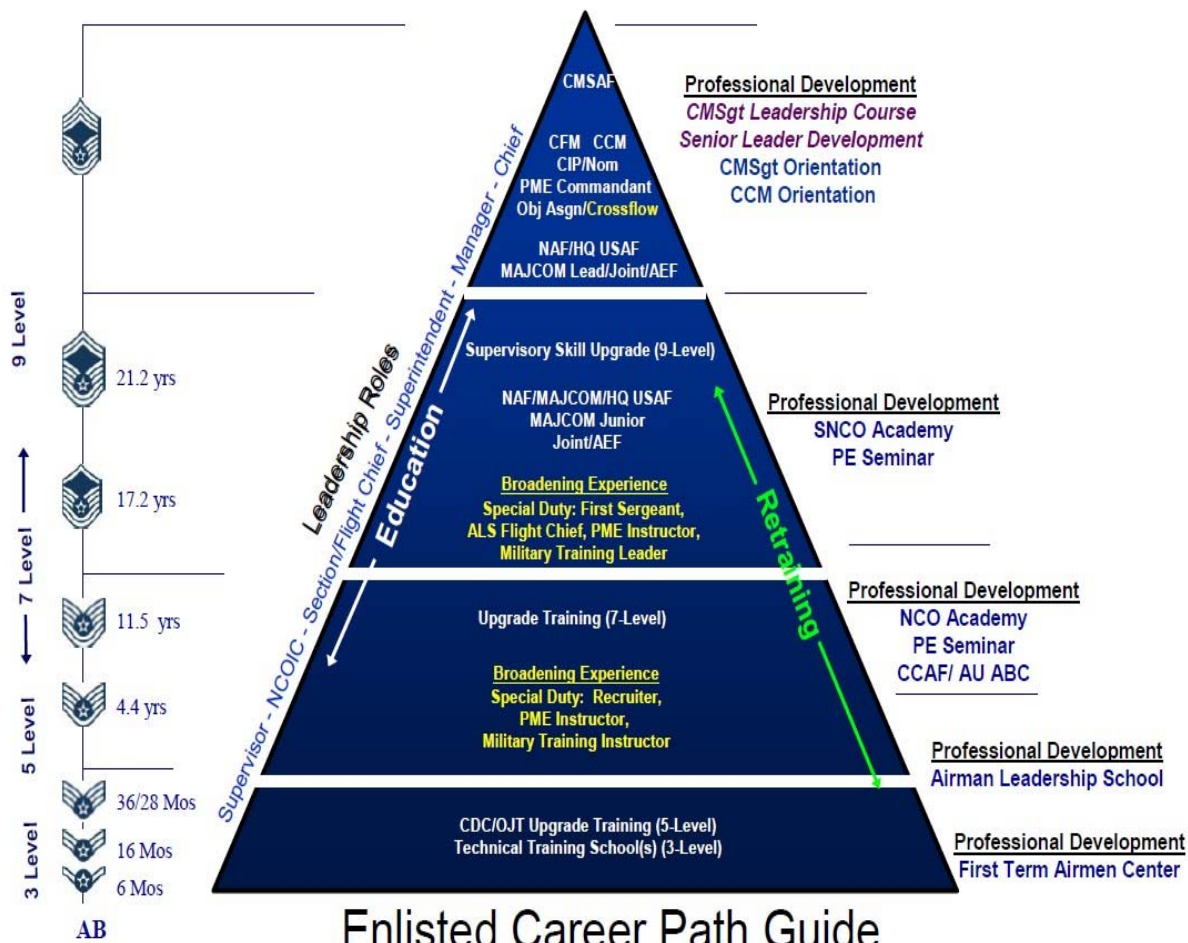 CMSAF
CFM CCM
CIP/Nom
PME Commandant
Obj Asgn/Crossflow
NAF/HQ USAF
MAJCOM Lead/Joint/AEF
Professional Development
CMSgt Leadership Course
Senior Leader Development
CMSgt Orientation
CCM Orientation
9 Level
21.2 yrs
17.2 yrs
7 Level
11.5 yrs
4.4 yrs
5 Level
36/28 Mos
16 Mos
6 Mos
3 Level
AB
Leadership Roles
Supervisor - NCOIC - Section/Flight Chief - Superintendent - Manager - Chief
Education
Supervisory Skill Upgrade (9-Level)
NAF/MAJCOM/HQ USAF
MAJCOM Junior
Joint/AEF
Broadening Experience
Special Duty: First Sergeant,
ALS Flight Chief, PME Instructor,
Military Training Leader
Retraining
Professional Development
SNCO Academy
PE Seminar
Upgrade Training (7-Level)
Broadening Experience
Special Duty: Recruiter,
PME Instructor,
Military Training Instructor
Professional Development
NCO Academy
PE Seminar
CCAF/ AU ABC
Professional Development
Airman Leadership School
CDC/OJT Upgrade Training (5-Level)
Technical Training School(s) (3-Level)
Professional Development
First Term Airmen Center
Enlisted Career Path Guide